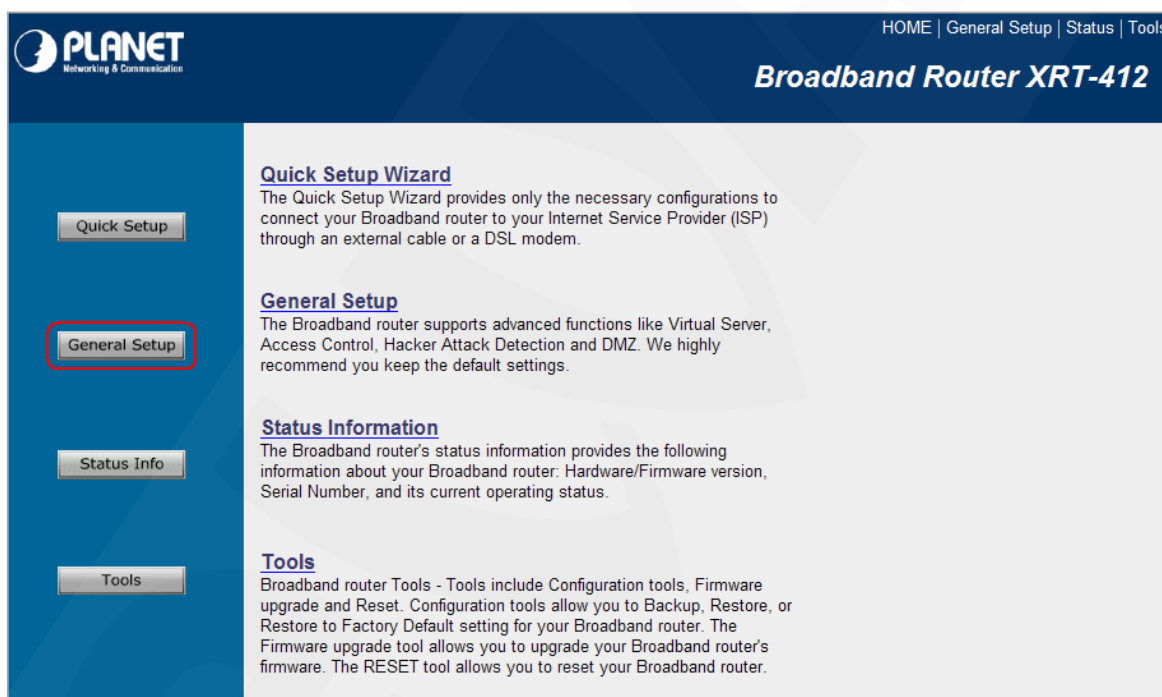 PLANET
Networking & Communication
HOME | General Setup | Status | Tools
Broadband Router XRT-412
Quick Setup
Quick Setup Wizard
The Quick Setup Wizard provides only the necessary configurations to
connect your Broadband router to your Internet Service Provider (ISP)
through an external cable or a DSL modem.
General Setup
General Setup
The Broadband router supports advanced functions like Virtual Server,
Access Control, Hacker Attack Detection and DMZ. We highly
recommend you keep the default settings.
Status Info
Status Information
The Broadband router's status information provides the following
information about your Broadband router: Hardware/Firmware version,
Serial Number, and its current operating status.
Tools
Tools
Broadband router Tools - Tools include Configuration tools, Firmware
upgrade and Reset. Configuration tools allow you to Backup, Restore, or
Restore to Factory Default setting for your Broadband router. The
Firmware upgrade tool allows you to upgrade your Broadband router's
firmware. The RESET tool allows you to reset your Broadband router.